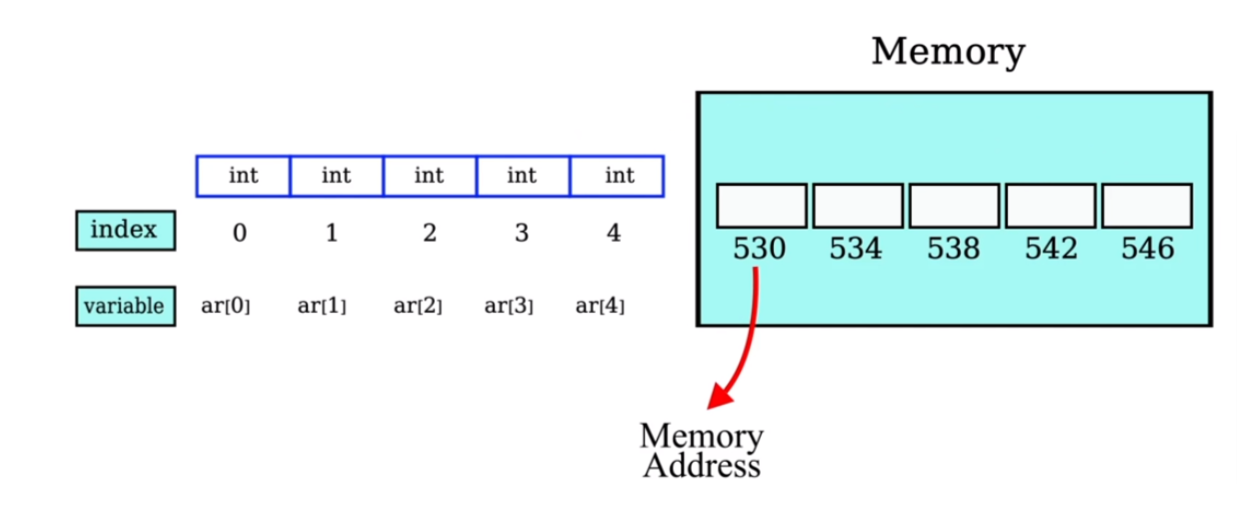 Memory
int int int int int
index 0 1 2 3 4
530 534 538 542 546
variable ar[0] ar[1] ar[2] ar[3] ar[4]
Memory
Address